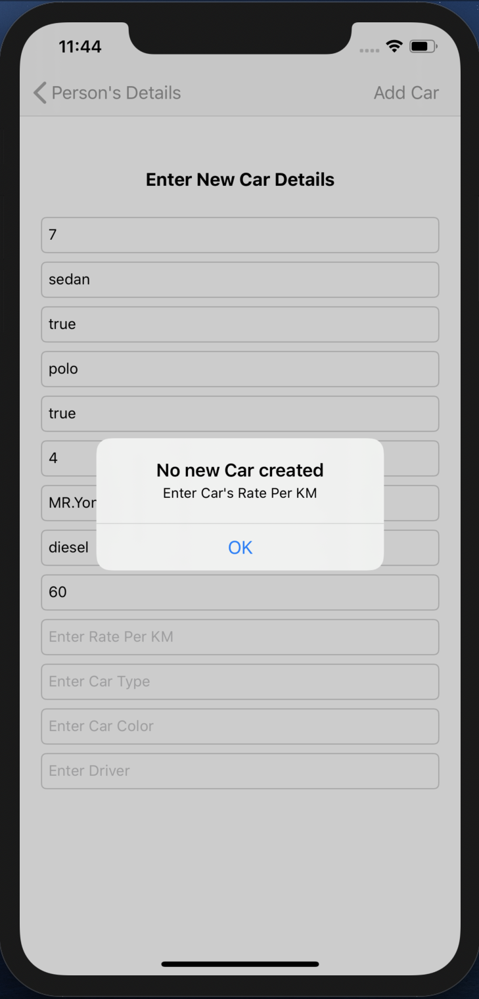 11:44
Person's Details
Add Car
Enter New Car Details
7
sedan
true
polo
true
4
No new Car created
Enter Car's Rate Per KM
diesel
OK
60
Enter Rate Per KM
Enter Car Type
Enter Car Color
Enter Driver